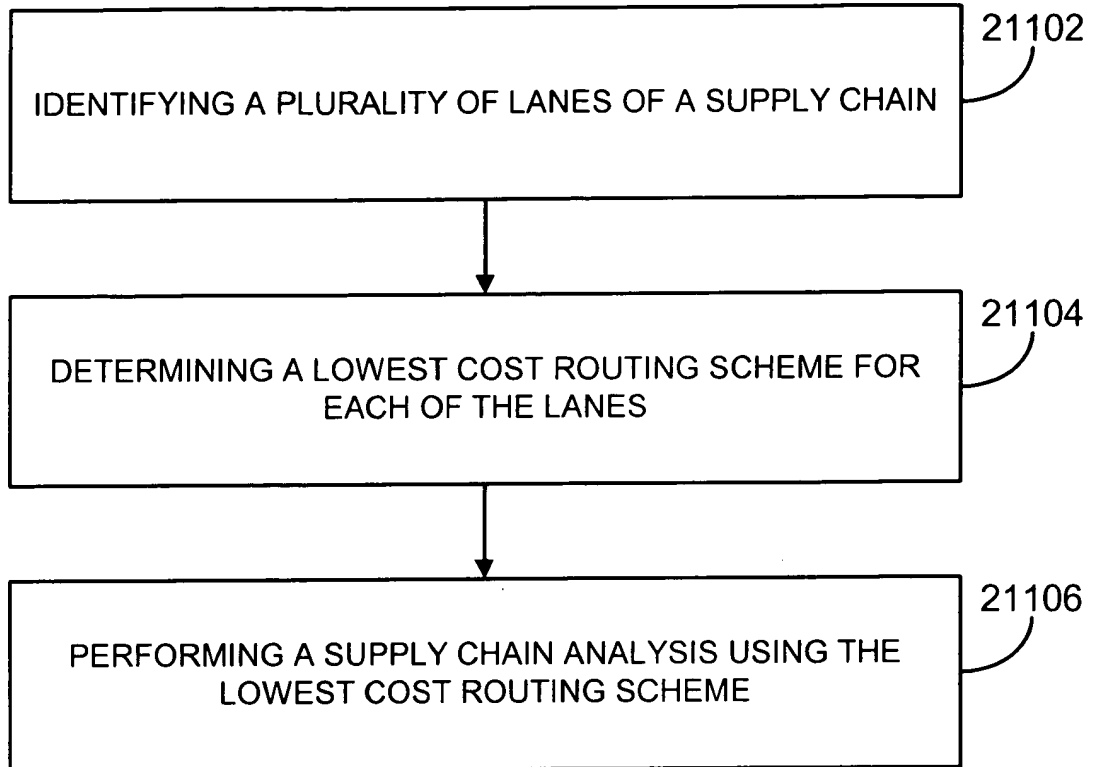 21102
IDENTIFYING A PLURALITY OF LANES OF A SUPPLY CHAIN
21104
DETERMINING A LOWEST COST ROUTING SCHEME FOR
EACH OF THE LANES
21106
PERFORMING A SUPPLY CHAIN ANALYSIS USING THE
LOWEST COST ROUTING SCHEME